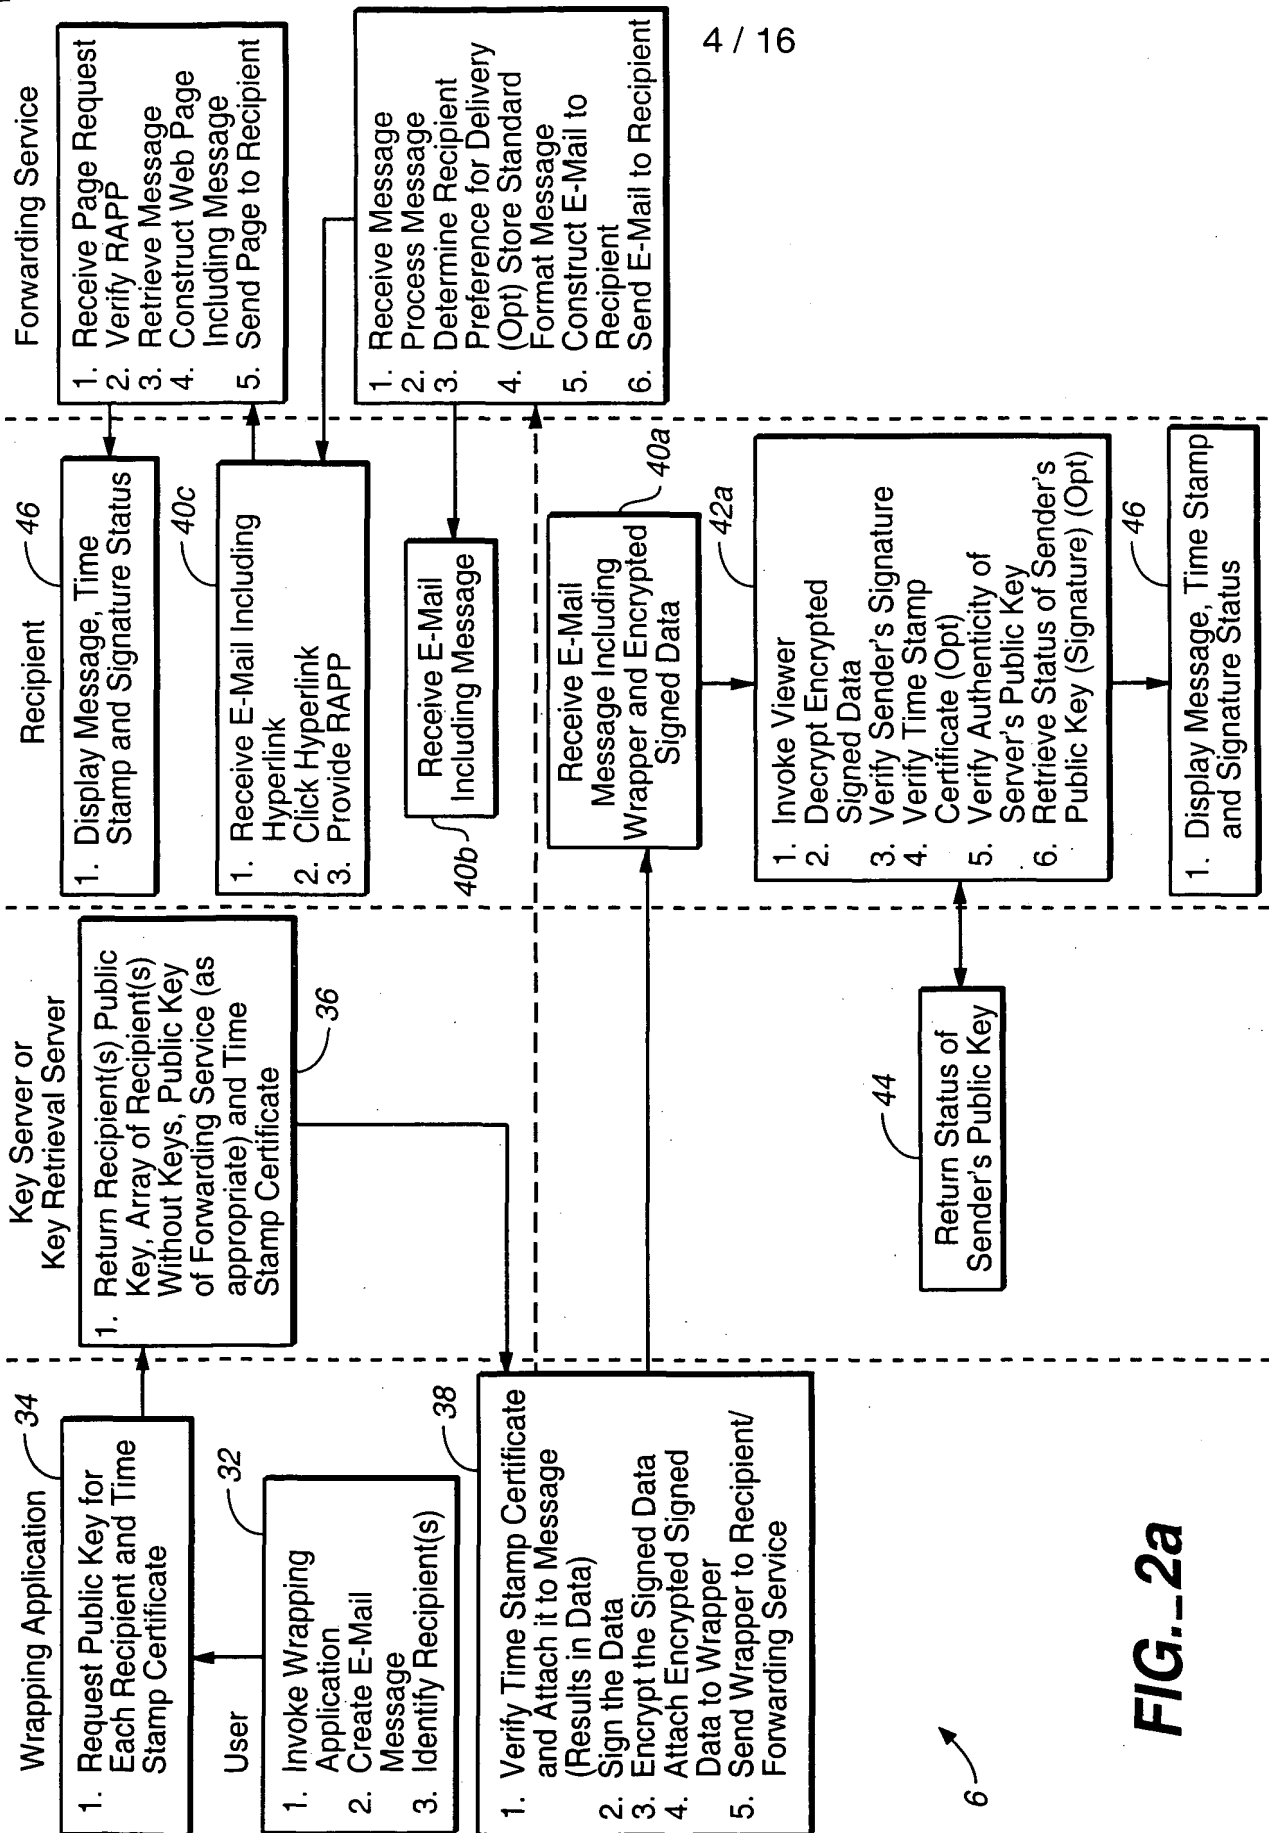 4 / 16
Wrapping Application
34
1. Request Public Key for
Each Recipient and Time
Stamp Certificate
User
32
1. Invoke Wrapping
Application
2. Create E-Mail
Message
3. Identify Recipient(s)
38
1. Verify Time Stamp Certificate
and Attach it to Message
(Results in Data)
2. Sign the Data
3. Encrypt the Signed Data
4. Attach Encrypted Signed
Data to Wrapper
5. Send Wrapper to Recipient/
Forwarding Service
Key Server or
Key Retrieval Server
1. Return Recipient(s) Public
Key, Array of Recipient(s)
Without Keys, Public Key
of Forwarding Service (as
appropriate) and Time
Stamp Certificate
36
44
Return Status of
Sender's Public Key
Recipient
46
1. Display Message, Time
Stamp and Signature Status
40c
1. Receive E-Mail Including
Hyperlink
2. Click Hyperlink
3. Provide RAPP
Receive E-Mail
Including Message
40b
Receive E-Mail
Message Including
Wrapper and Encrypted
Signed Data
40a
42a
1. Invoke Viewer
2. Decrypt Encrypted
Signed Data
3. Verify Sender's Signature
4. Verify Time Stamp
Certificate (Opt)
5. Verify Authenticity of
Server's Public Key
6. Retrieve Status of Sender's
Public Key (Signature) (Opt)
46
1. Display Message, Time Stamp
and Signature Status
Forwarding Service
1. Receive Page Request
2. Verify RAPP
3. Retrieve Message
4. Construct Web Page
Including Message
5. Send Page to Recipient
1. Receive Message
2. Process Message
3. Determine Recipient
Preference for Delivery
4. (Opt) Store Standard
Format Message
5. Construct E-Mail to
Recipient
6. Send E-Mail to Recipient
6
FIG._2a